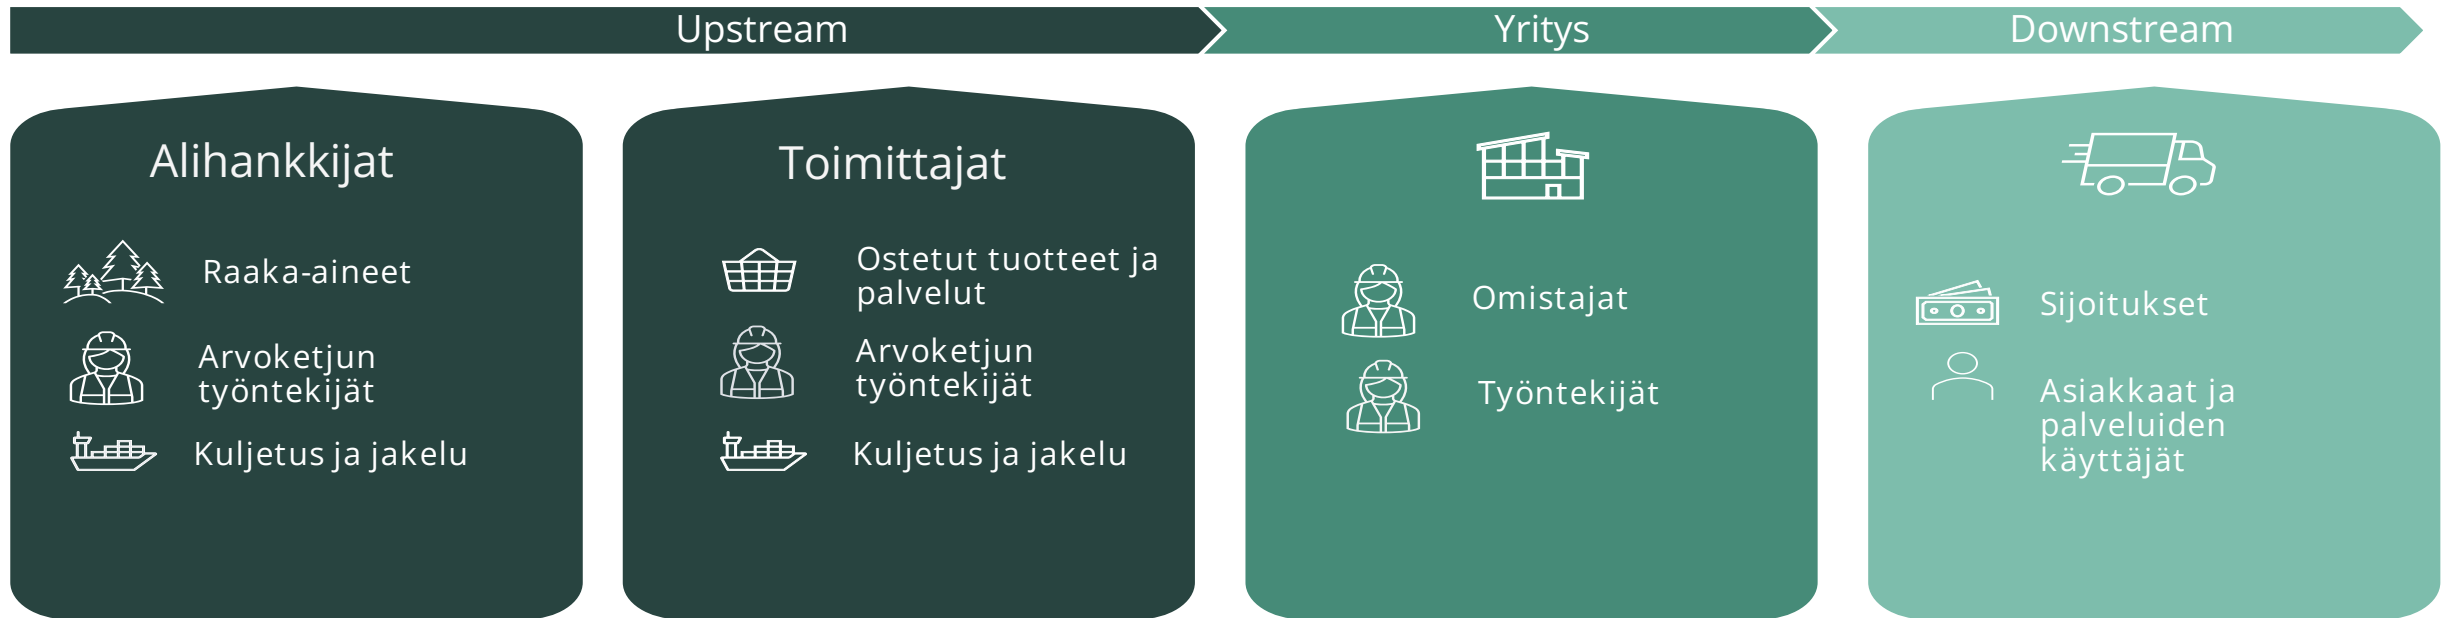 Upstream
Yritys
Downstream
Alihankkijat
Raaka-aineet
Arvoketjun
työntekijät
Kuljetus ja jakelu
Toimittajat
Ostetut tuotteet ja
palvelut
Arvoketjun
työntekijät
Kuljetus ja jakelu
Omistajat
Työntekijät
Sijoitukset
Asiakkaat ja
palveluiden
käyttäjät